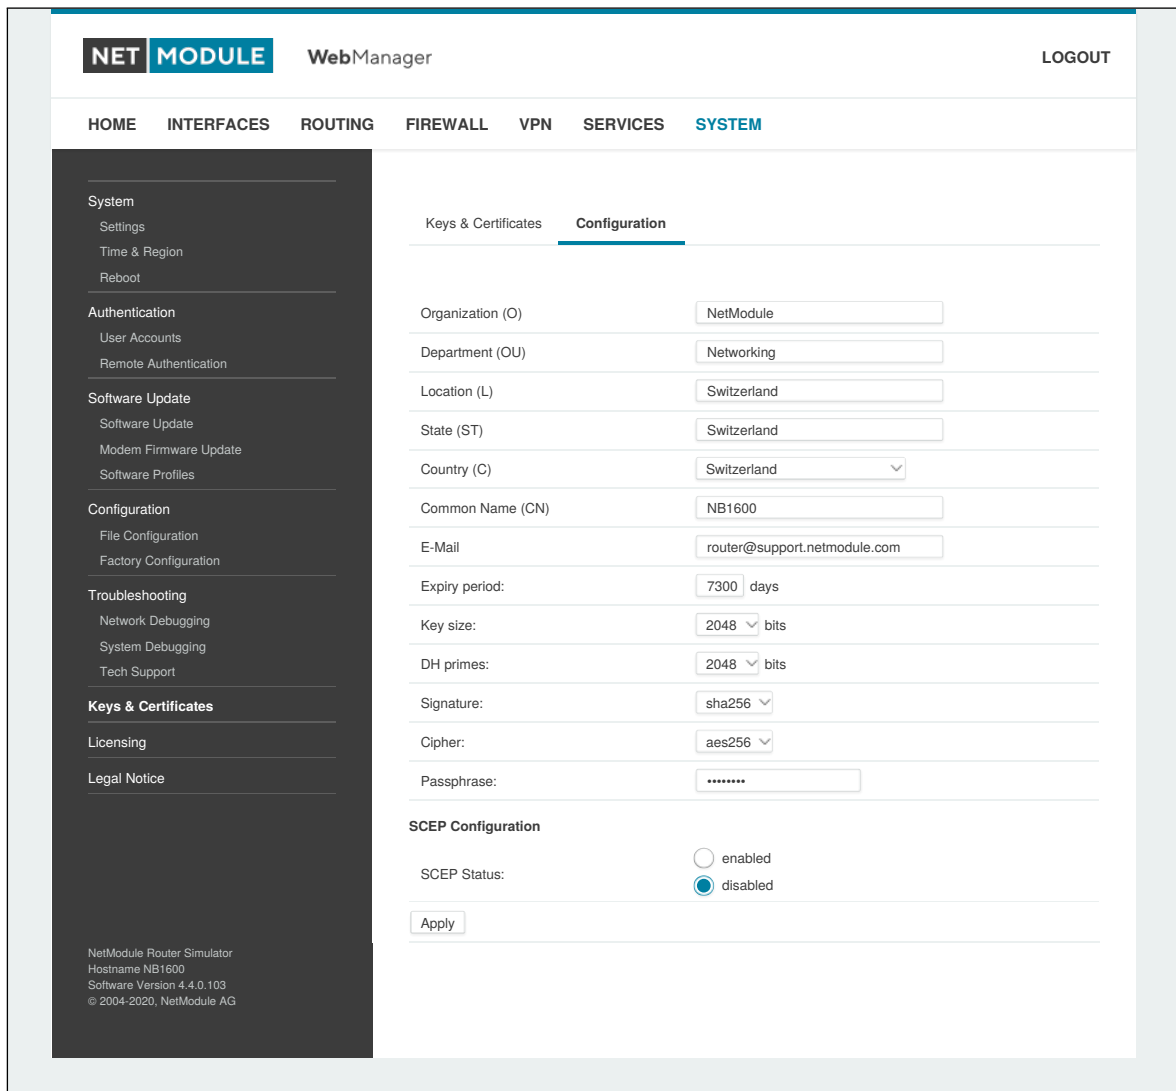 NET MODULE WebManager LOGOUT
HOME INTERFACES ROUTING FIREWALL VPN SERVICES SYSTEM
System
Settings
Time & Region
Reboot
Authentication
User Accounts
Remote Authentication
Software Update
Software Update
Modem Firmware Update
Software Profiles
Configuration
File Configuration
Factory Configuration
Troubleshooting
Network Debugging
System Debugging
Tech Support
Keys & Certificates
Licensing
Legal Notice
NetModule Router Simulator
Hostname NB1600
Software Version 4.4.0.103
© 2004-2020, NetModule AG
Keys & Certificates Configuration
Organization (O) NetModule
Department (OU) Networking
Location (L) Switzerland
State (ST) Switzerland
Country (C) Switzerland
Common Name (CN) NB1600
E-Mail router@support.netmodule.com
Expiry period: 7300 days
Key size: 2048 bits
DH primes: 2048 bits
Signature: sha256
Cipher: aes256
Passphrase: ••••••••
SCEP Configuration
SCEP Status:
enabled
disabled
Apply